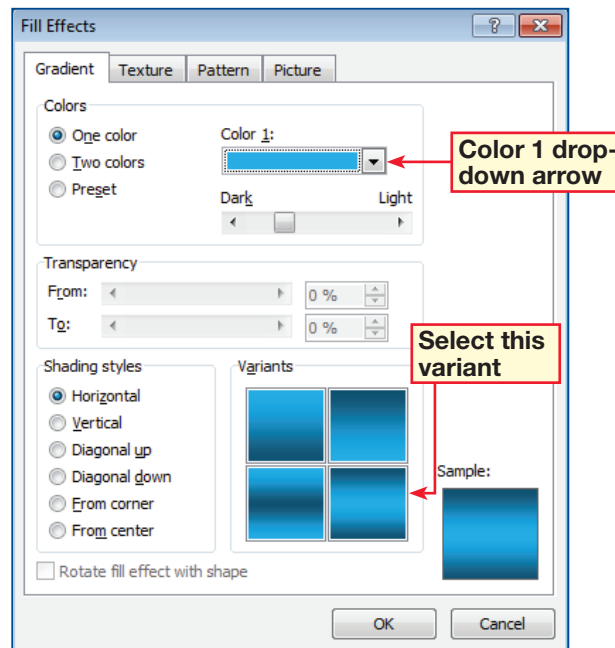 Fill Effects
Gradient Texture Pattern Picture
Colors
One color
Two colors
Preset
Color 1:
Dark Light
Color 1 drop-
down arrow
Transparency
From: 0 %
To: 0 %
Select this
variant
Shading styles
Horizontal
Vertical
Diagonal up
Diagonal down
From corner
From center
Variants
Sample:
Rotate fill effect with shape
OK Cancel